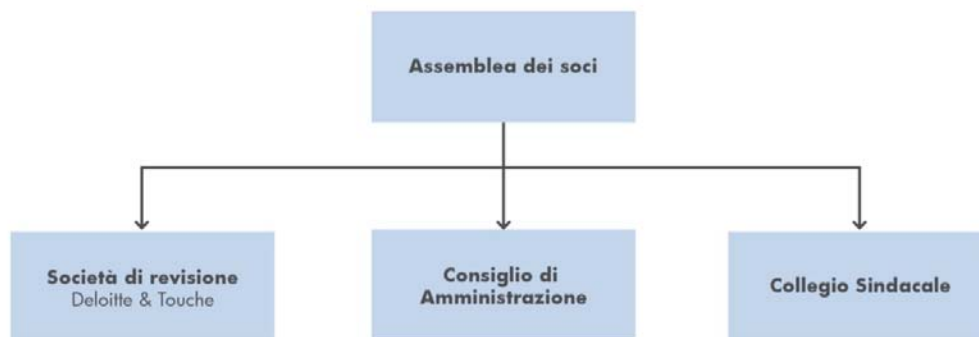 Assemblea dei soci
Società di revisione
Deloitte & Touche
Consiglio di
Amministrazione
Collegio Sindacale